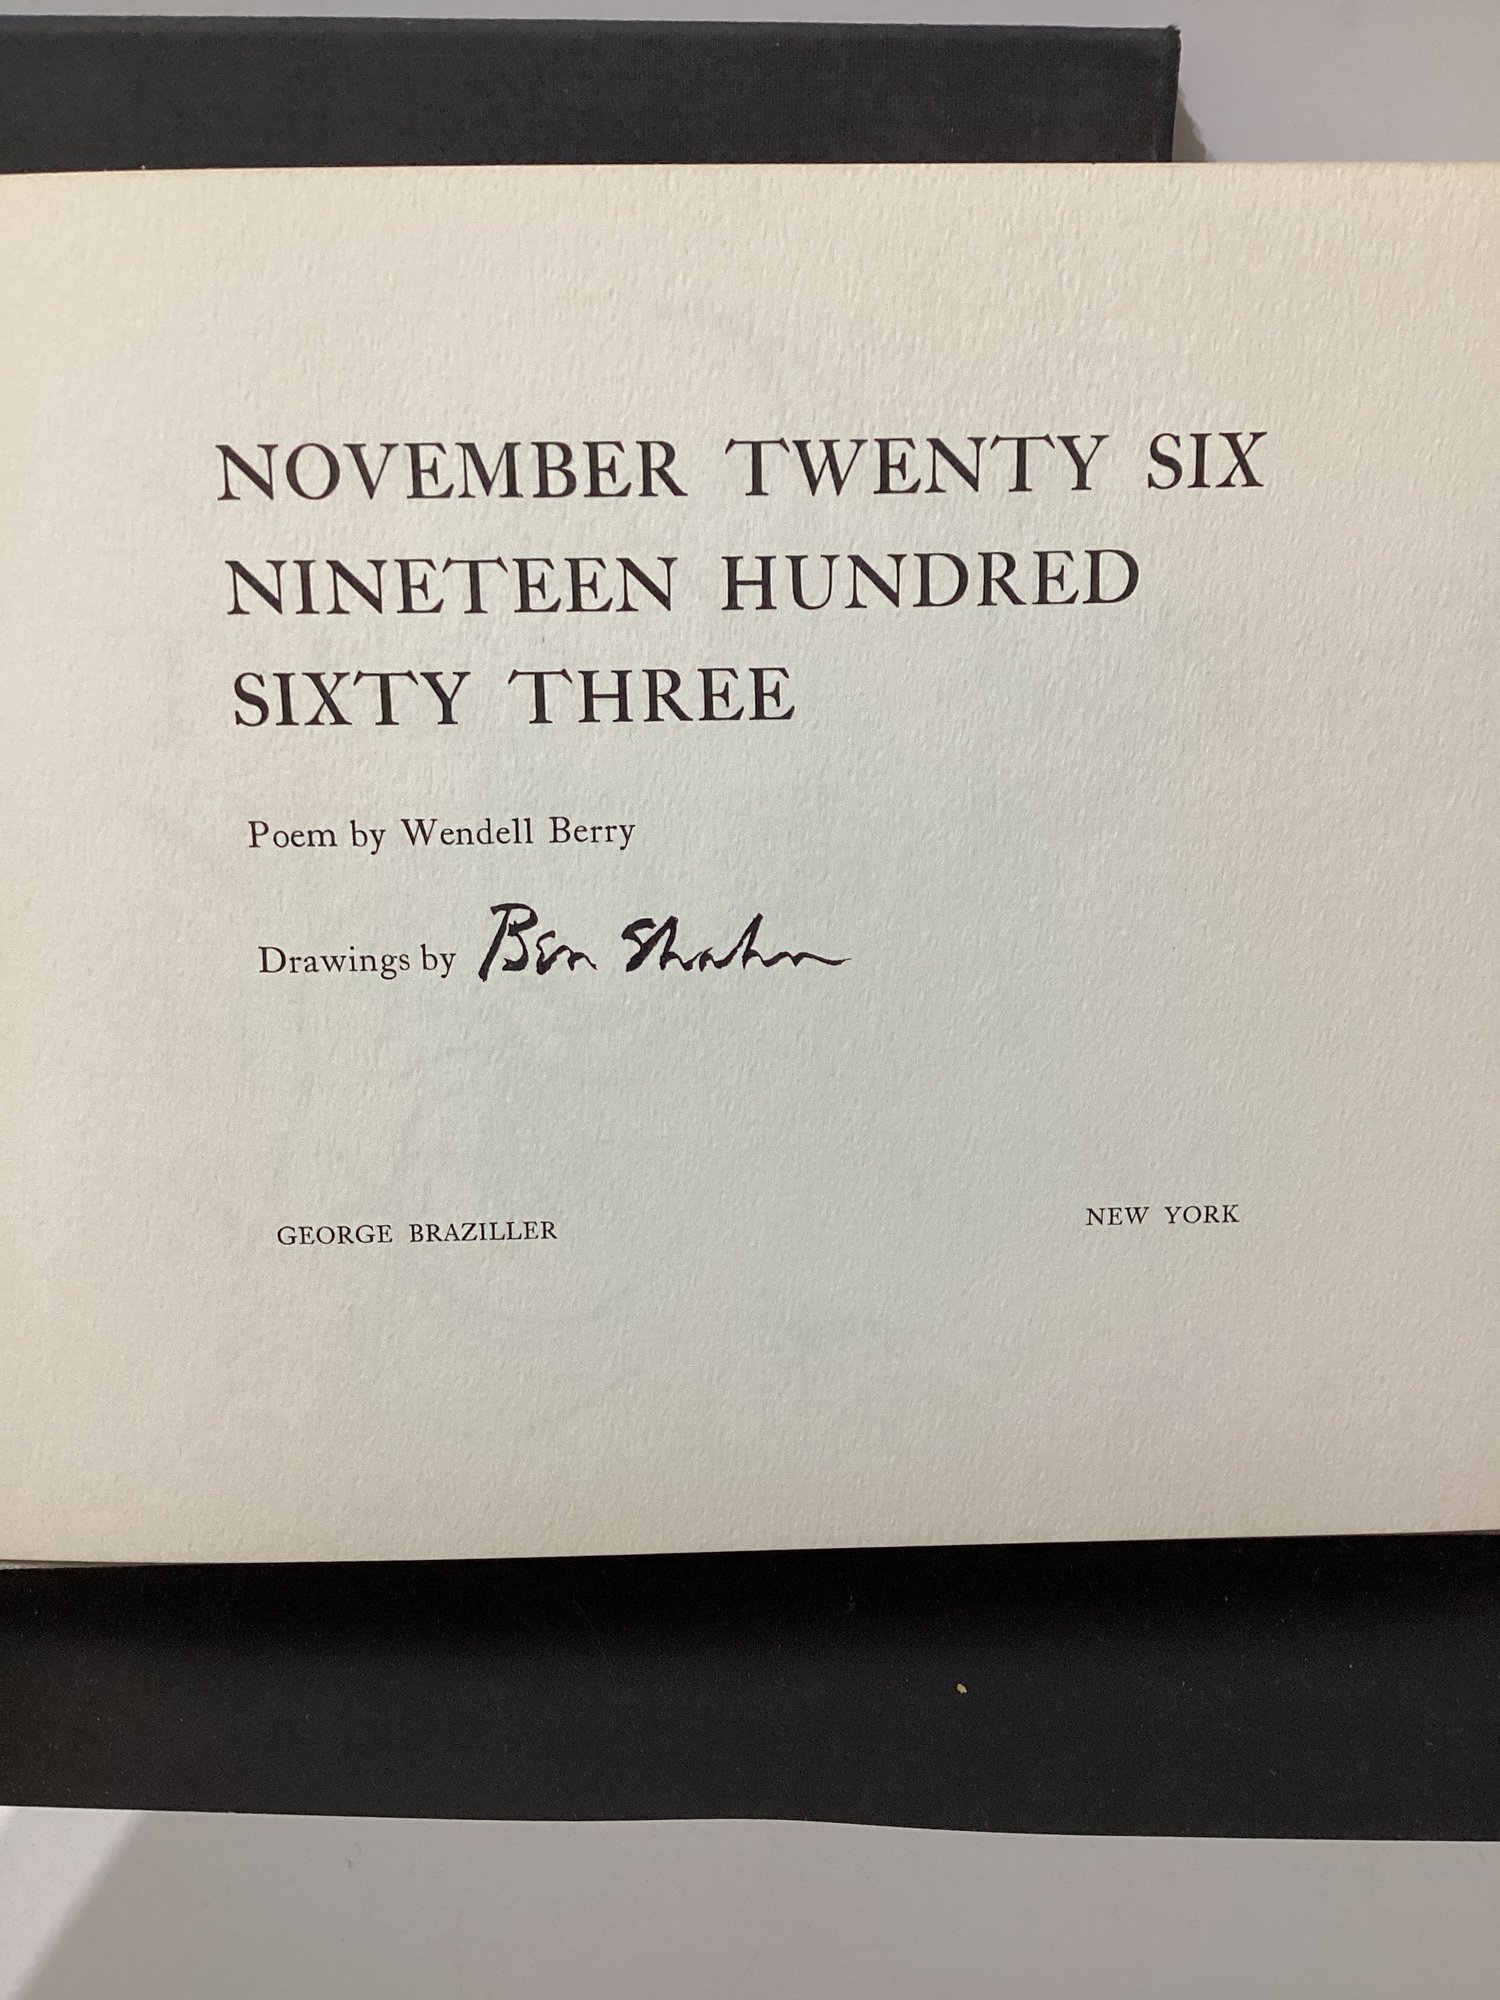 NOVEMBER TWENTY SIX
NINETEEN HUNDRED
SIXTY THREE
Poem by Wendell Berry
Drawings by Ben Shahn
GEORGE BRAZILLER NEW YORK